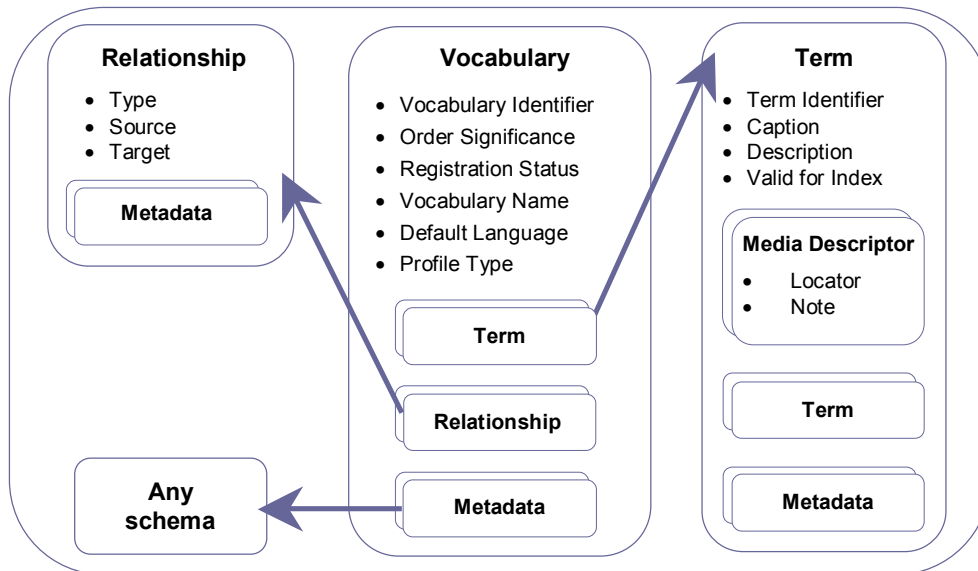 Relationship
• Type
• Source
• Target
Metadata
Vocabulary
• Vocabulary Identifier
• Order Significance
• Registration Status
• Vocabulary Name
• Default Language
• Profile Type
Term
Relationship
Metadata
Term
• Term Identifier
• Caption
• Description
• Valid for Index
Media Descriptor
• Locator
• Note
Term
Metadata
Any
schema